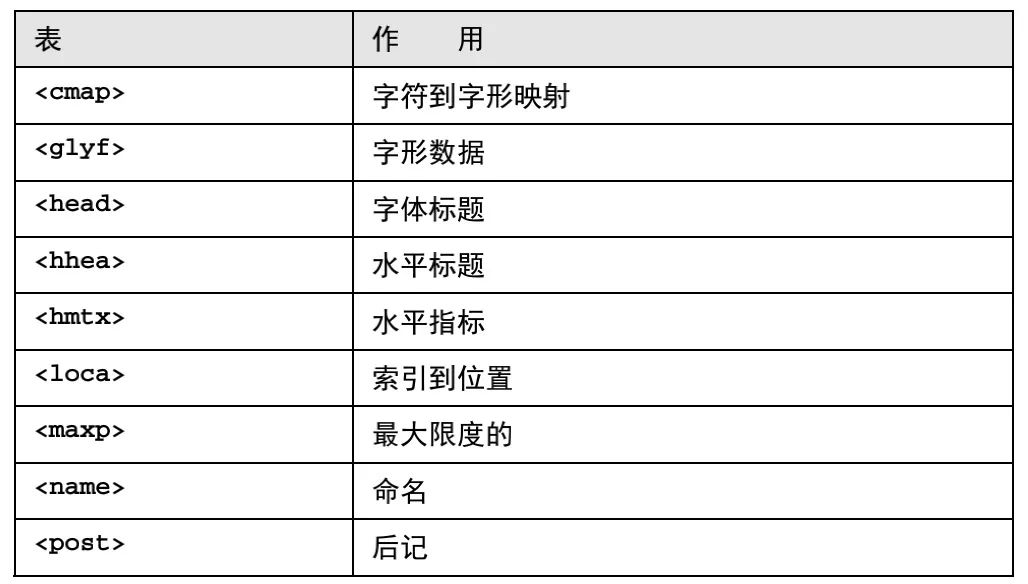 表 作 用
<cmap> 字符到字形映射
<glyf> 字形数据
<head> 字体标题
<hhea> 水平标题
<hmtx> 水平指标
<loca> 索引到位置
<maxp> 最大限度的
<name> 命名
<post> 后记